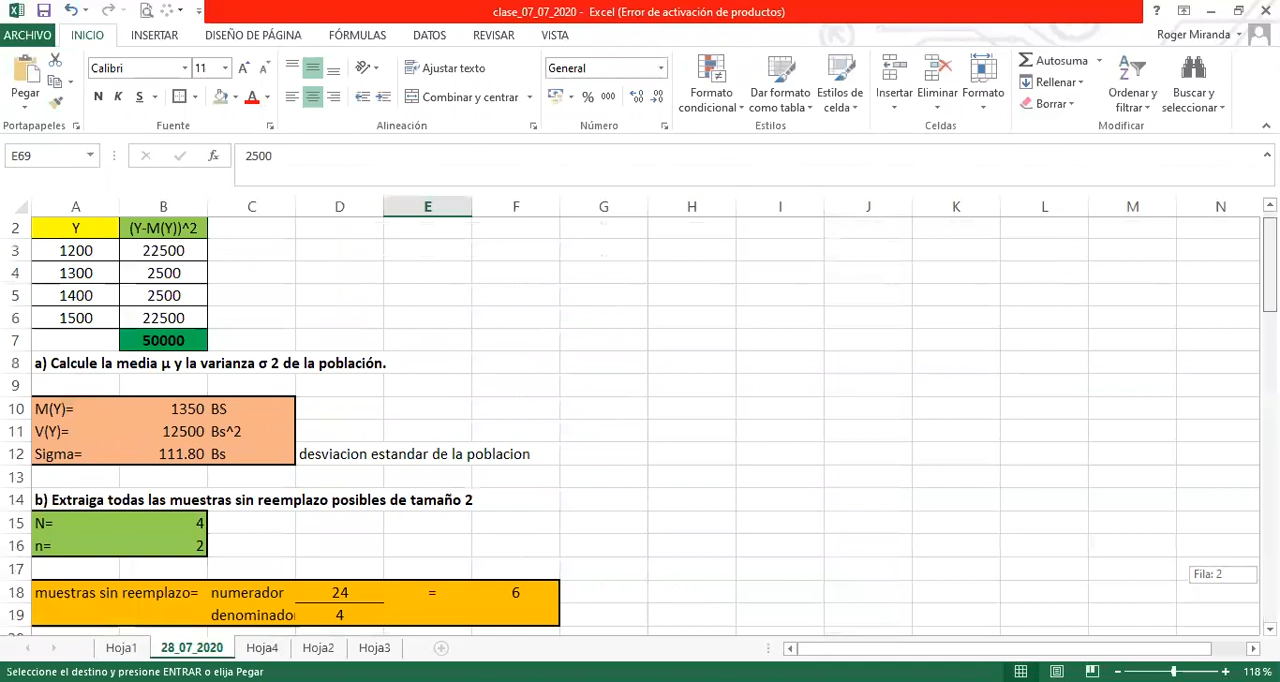 clase_07_07_2020 - Excel (Error de activación de productos)
ARCHIVO INICIO INSERTAR DISEÑO DE PÁGINA FÓRMULAS DATOS REVISAR VISTA Roger Miranda
Pegar Calibri 11 Ajustar texto General Formato condicional Dar formato como tabla Estilos de celda Insertar Eliminar Formato Autosuma Rellenar Borrar Ordenar y filtrar Buscar y seleccionar
N K S Combinar y centrar % 000
Portapapeles Fuente Alineación Número Estilos Celdas Modificar
E69 fx 2500
A B C D E F G H I J K L M N
2 Y (Y-M(Y))^2
3 1200 22500
4 1300 2500
5 1400 2500
6 1500 22500
7 50000
8 a) Calcule la media μ y la varianza σ 2 de la población.
9
10 M(Y)= 1350 BS
11 V(Y)= 12500 Bs^2
12 Sigma= 111.80 Bs desviacion estandar de la poblacion
13
14 b) Extraiga todas las muestras sin reemplazo posibles de tamaño 2
15 N= 4
16 n= 2
17
Fila: 2
18 muestras sin reemplazo= numerador 24 = 6
19 denominado 4
Hoja1 28_07_2020 Hoja4 Hoja2 Hoja3
Seleccione el destino y presione ENTRAR o elija Pegar 118 %